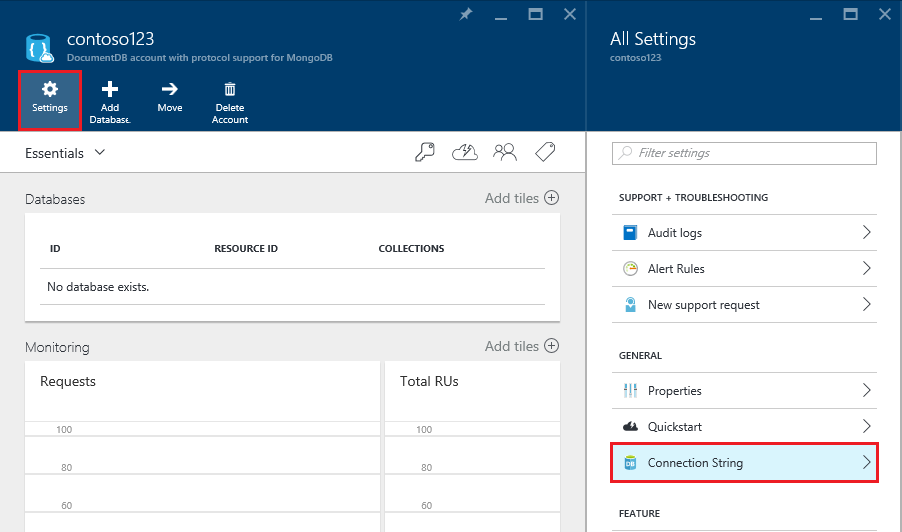 contoso123
DocumentDB account with protocol support for MongoDB
Settings
Add
Database
Move
Delete
Account
Essentials
Databases
Add tiles
ID
RESOURCE ID
COLLECTIONS
No database exists.
Monitoring
Add tiles
Requests
100
80
60
Total RUs
100
80
60
All Settings
contoso123
Filter settings
SUPPORT + TROUBLESHOOTING
Audit logs
Alert Rules
New support request
GENERAL
Properties
Quickstart
DB
Connection String
FEATURE